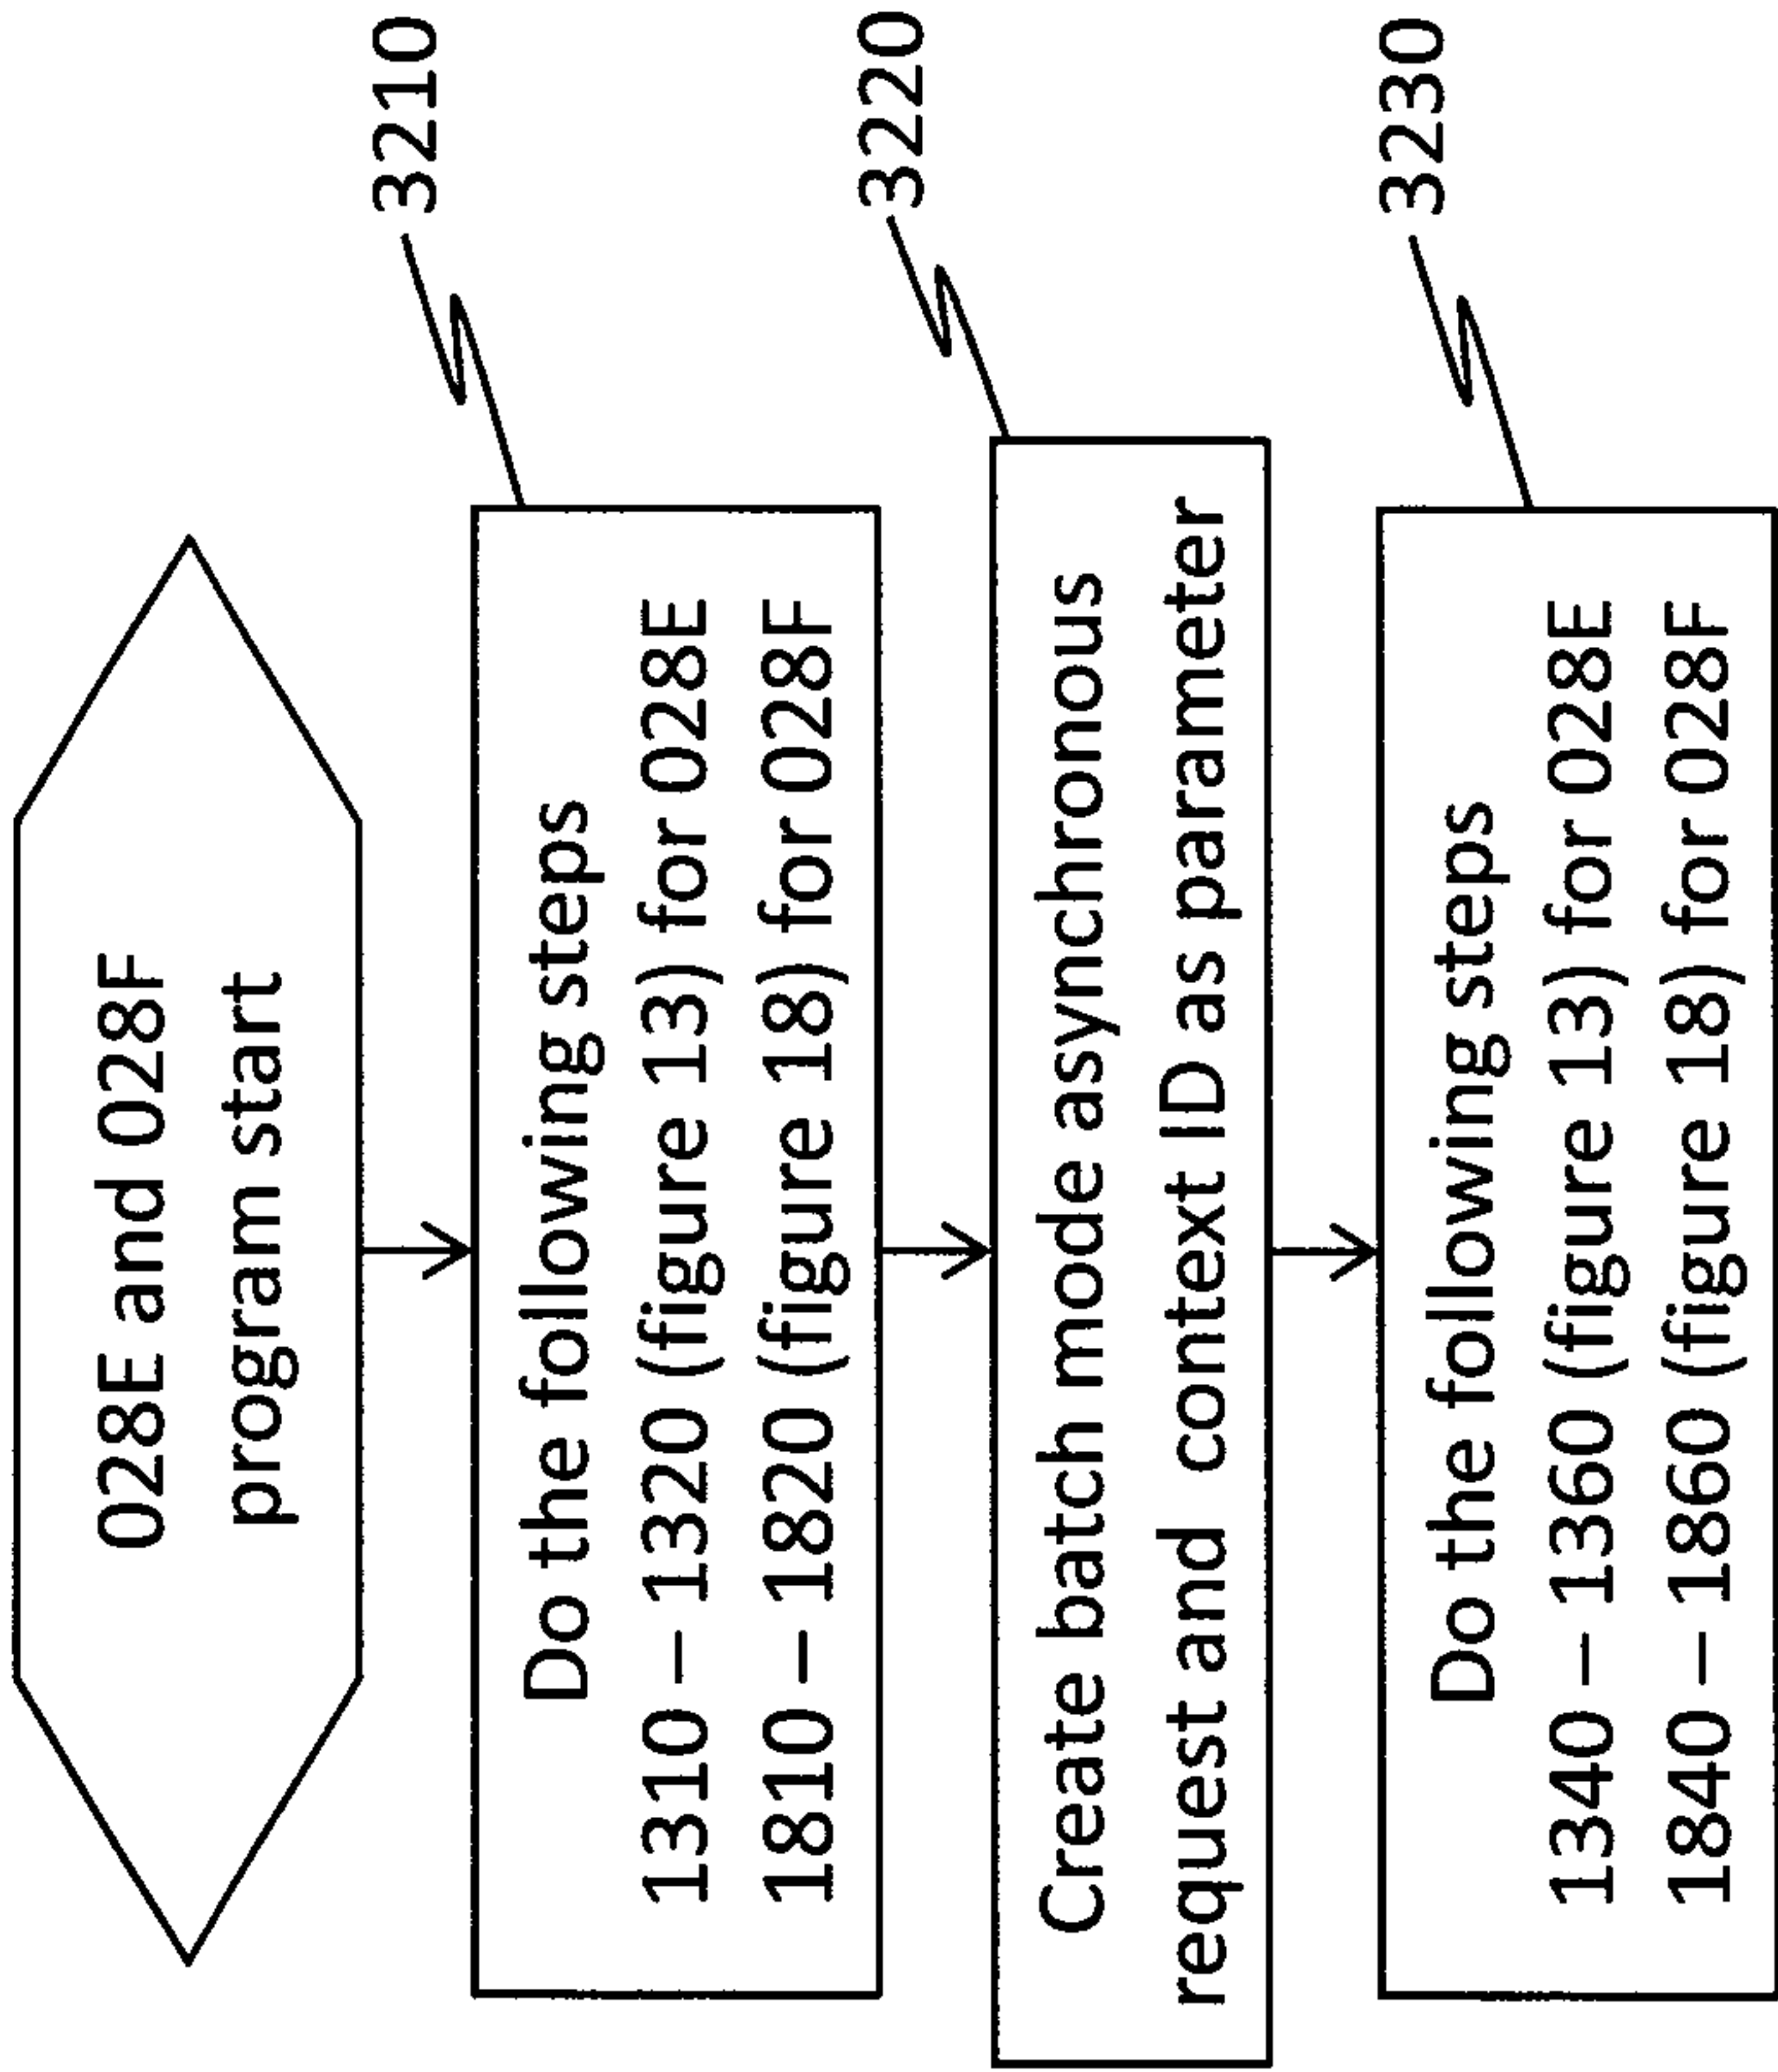 028E and 028F
program start
3210
Do the following steps
1310 – 1320 (figure 13) for 028E
1810 – 1820 (figure 18) for 028F
3220
Create batch mode asynchronous
request and context ID as parameter
3230
Do the following steps
1340 – 1360 (figure 13) for 028E
1840 – 1860 (figure 18) for 028F